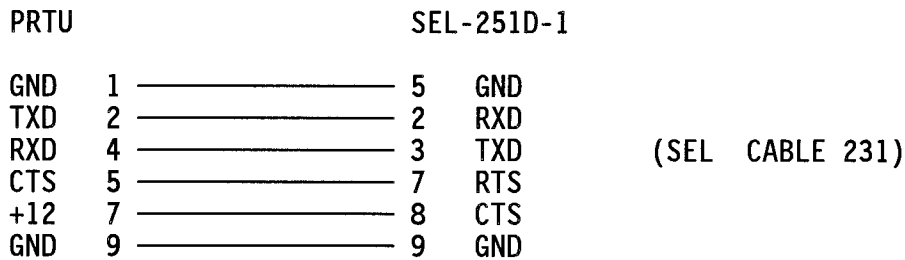 PRTU SEL-251D-1
GND 1 5 GND
TXD 2 2 RXD
RXD 4 3 TXD (SEL CABLE 231)
CTS 5 7 RTS
+12 7 8 CTS
GND 9 9 GND